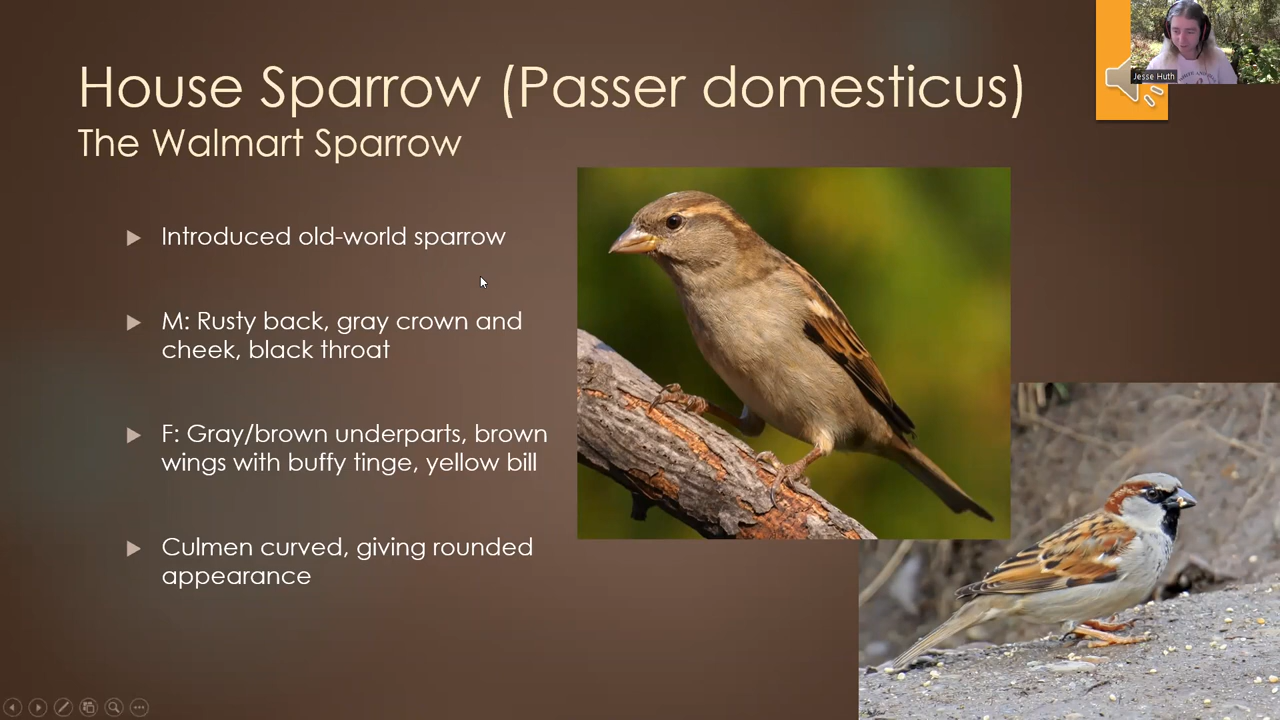 House Sparrow (Passer domesticus)
The Walmart Sparrow
Introduced old-world sparrow
M: Rusty back, gray crown and
cheek, black throat
F: Gray/brown underparts, brown
wings with buffy tinge, yellow bill
Culmen curved, giving rounded
appearance
Jesse Huth